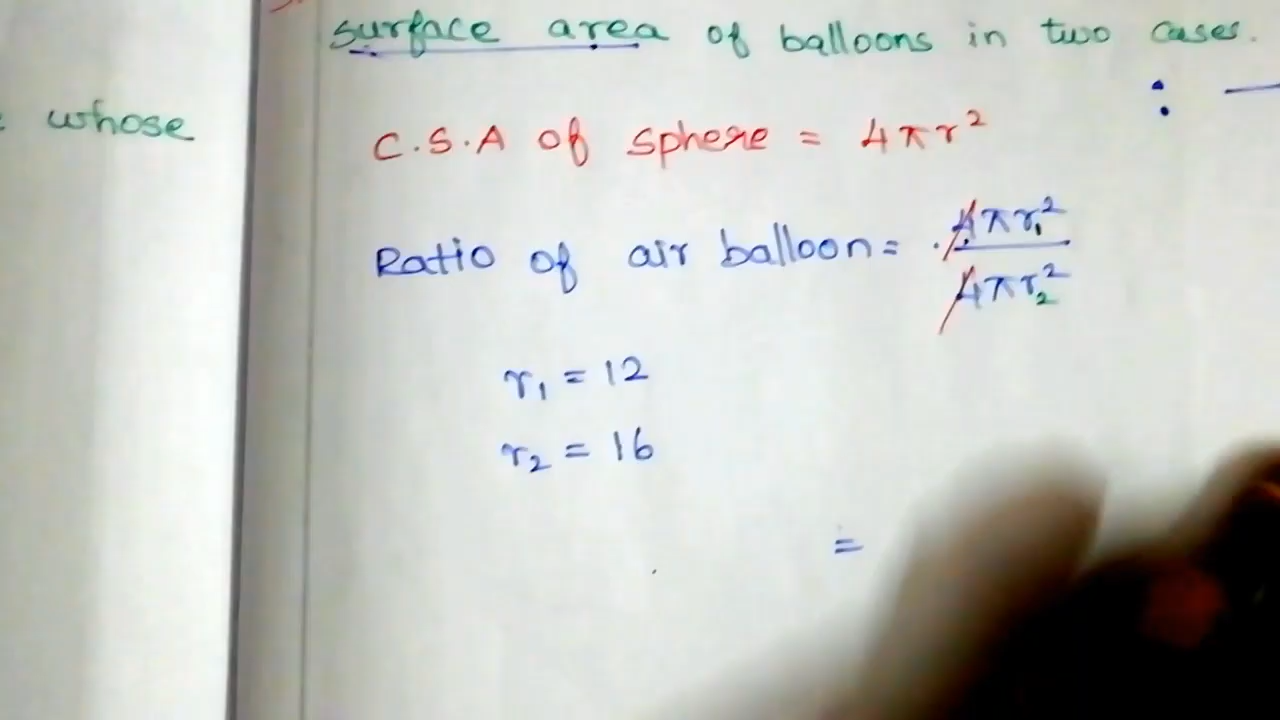 surface area of balloons in two cases.
: whose
: —
C.S.A of sphere = 4πr²
Ratio of air balloon = 4πr₁² / 4πr₂²
r₁ = 12
r₂ = 16
=